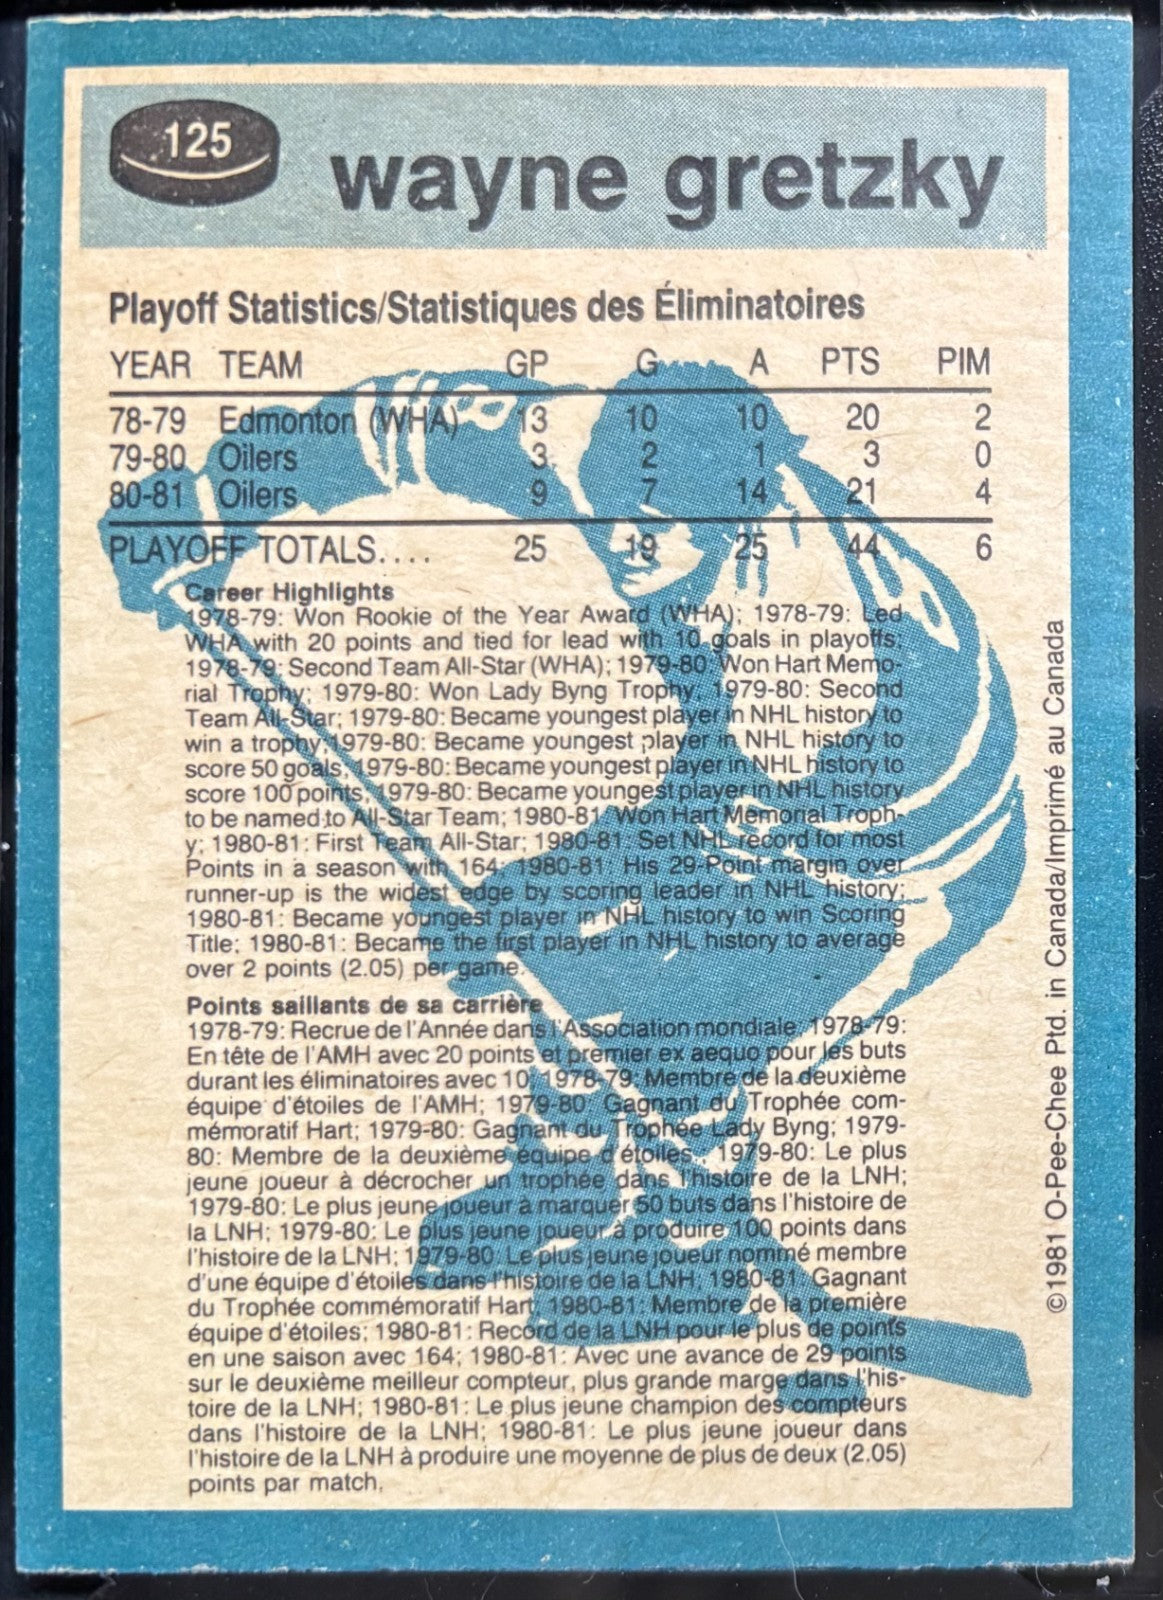 125
wayne gretzky
Playoff Statistics/Statistiques des Éliminatoires
YEAR TEAM GP G A PTS PIM
78-79 Edmonton (WHA) 13 10 10 20 2
79-80 Oilers 3 2 1 3 0
80-81 Oilers 9 7 14 21 4
PLAYOFF TOTALS.... 25 19 25 44 6
Career Highlights
1978-79: Won Rookie of the Year Award (WHA); 1978-79: Led
WHA with 20 points and tied for lead with 10 goals in playoffs;
1978-79: Second Team All-Star (WHA); 1979-80: Won Hart Memo-
rial Trophy; 1979-80: Won Lady Byng Trophy; 1979-80: Second
Team All-Star; 1979-80: Became youngest player in NHL history to
win a trophy; 1979-80: Became youngest player in NHL history to
score 50 goals; 1979-80: Became youngest player in NHL history to
score 100 points; 1979-80: Became youngest player in NHL history
to be named to All-Star Team; 1980-81: Won Hart Memorial Troph-
y; 1980-81: First Team All-Star; 1980-81: Set NHL record for most
Points in a season with 164; 1980-81: His 29-Point margin over
runner-up is the widest edge by scoring leader in NHL history;
1980-81: Became youngest player in NHL history to win Scoring
Title; 1980-81: Became the first player in NHL history to average
over 2 points (2.05) per game.
Points saillants de sa carrière
1978-79: Recrue de l'Année dans l'Association mondiale; 1978-79:
En tête de l'AMH avec 20 points et premier ex aequo pour les buts
durant les éliminatoires avec 10; 1978-79: Membre de la deuxième
équipe d'étoiles de l'AMH; 1979-80: Gagnant du Trophée com-
mémoratif Hart; 1979-80: Gagnant du Trophée Lady Byng; 1979-
80: Membre de la deuxième équipe d'étoiles.; 1979-80: Le plus
jeune joueur à décrocher un trophée dans l'histoire de la LNH;
1979-80: Le plus jeune joueur à marquer 50 buts dans l'histoire de
la LNH; 1979-80: Le plus jeune joueur à produire 100 points dans
l'histoire de la LNH; 1979-80: Le plus jeune joueur nommé membre
d'une équipe d'étoiles dans l'histoire de la LNH; 1980-81: Gagnant
du Trophée commémoratif Hart; 1980-81: Membre de la première
équipe d'étoiles; 1980-81: Record de la LNH pour le plus de points
en une saison avec 164; 1980-81: Avec une avance de 29 points
sur le deuxième meilleur compteur, plus grande marge dans l'his-
toire de la LNH; 1980-81: Le plus jeune champion des compteurs
dans l'histoire de la LNH; 1980-81: Le plus jeune joueur dans
l'histoire de la LNH à produire une moyenne de plus de deux (2.05)
points par match.
©1981 O-Pee-Chee Ptd. in Canada/Imprimé au Canada